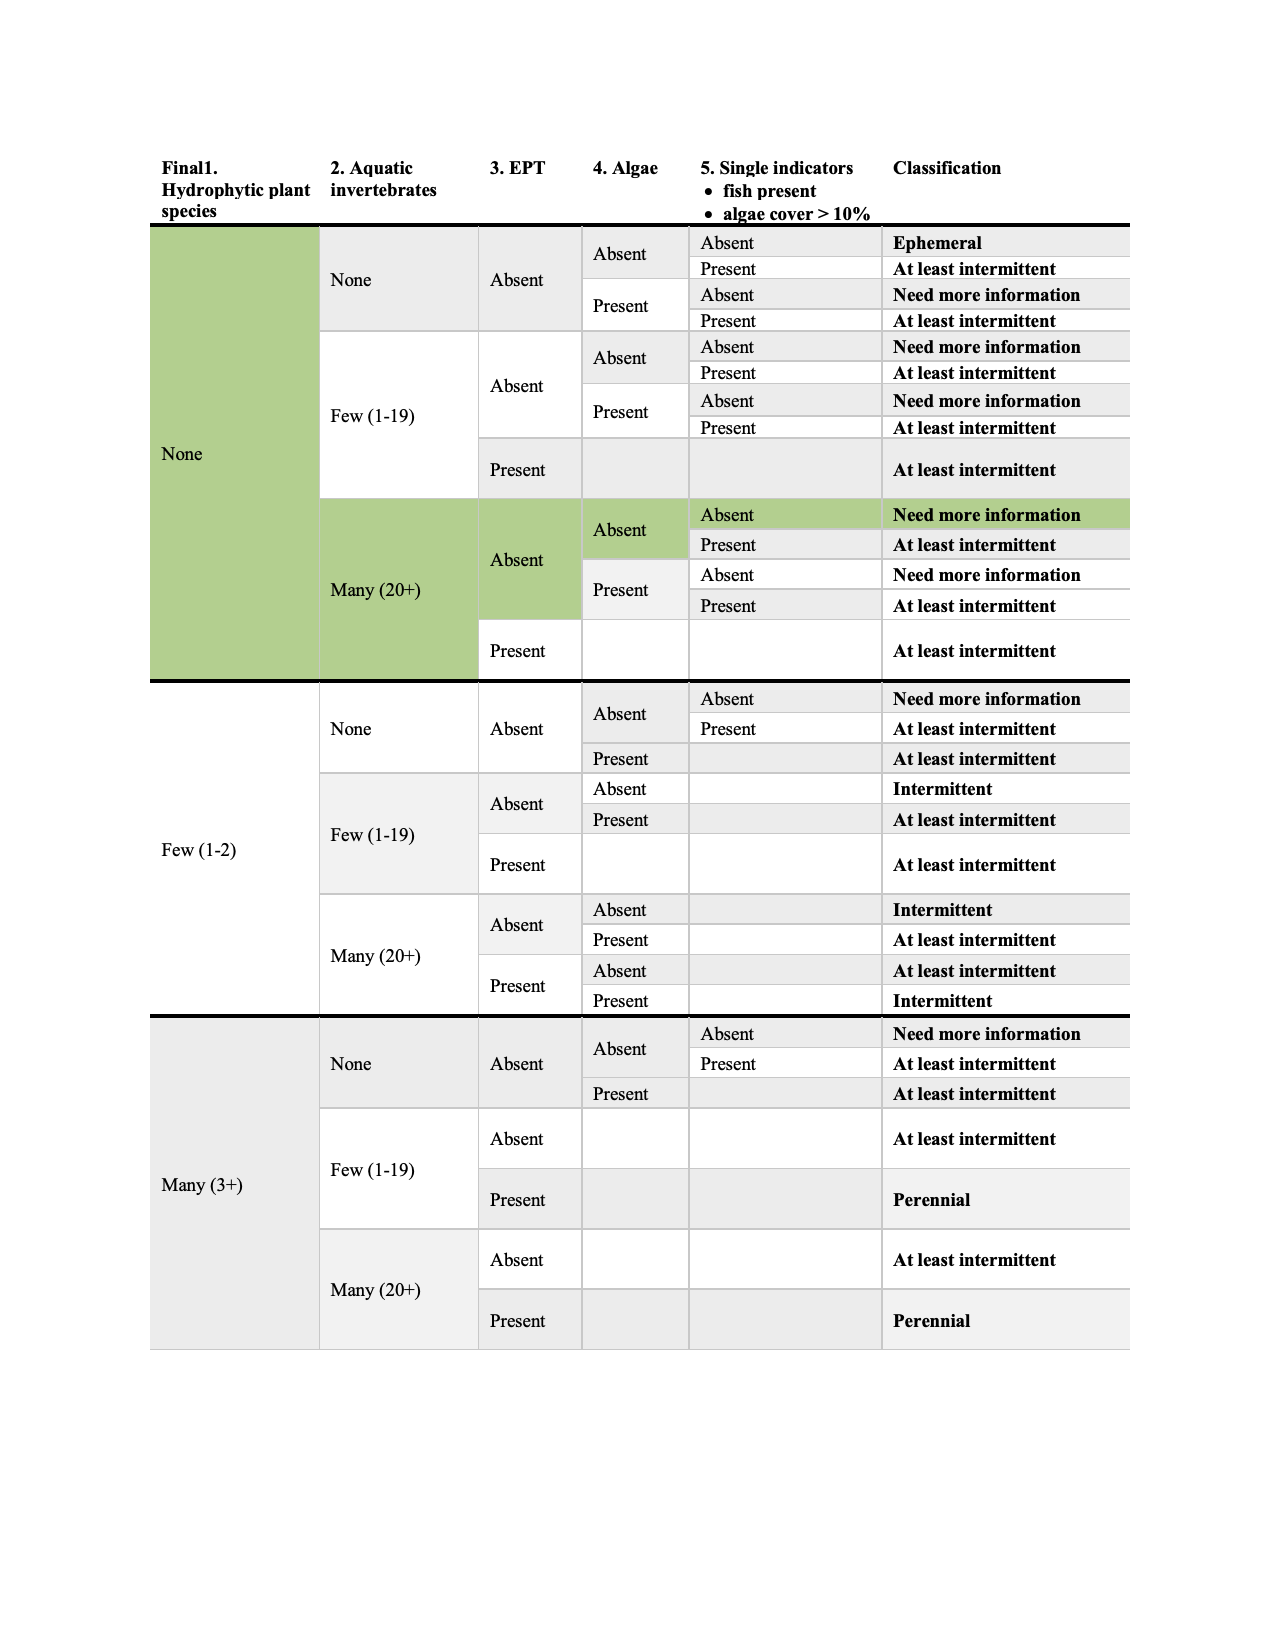 Final1. Hydrophytic plant species	2. Aquatic invertebrates	3. EPT	4. Algae	5. Single indicators • fish present • algae cover > 10%	Classification
None	None	Absent	Absent	Absent	Ephemeral
Present	At least intermittent
Present	Absent	Need more information
Present	At least intermittent
Few (1-19)	Absent	Absent	Absent	Need more information
Present	At least intermittent
Present	Absent	Need more information
Present	At least intermittent
Present	At least intermittent
Many (20+)	Absent	Absent	Absent	Need more information
Present	At least intermittent
Present	Absent	Need more information
Present	At least intermittent
Present	At least intermittent
Few (1-2)	None	Absent	Absent	Absent	Need more information
Present	At least intermittent
Present	At least intermittent
Few (1-19)	Absent	Absent	Intermittent
Present	At least intermittent
Present	At least intermittent
Many (20+)	Absent	Absent	Intermittent
Present	At least intermittent
Present	Absent	At least intermittent
Present	Intermittent
Many (3+)	None	Absent	Absent	Absent	Need more information
Present	At least intermittent
Present	At least intermittent
Few (1-19)	Absent	At least intermittent
Present	Perennial
Many (20+)	Absent	At least intermittent
Present	Perennial